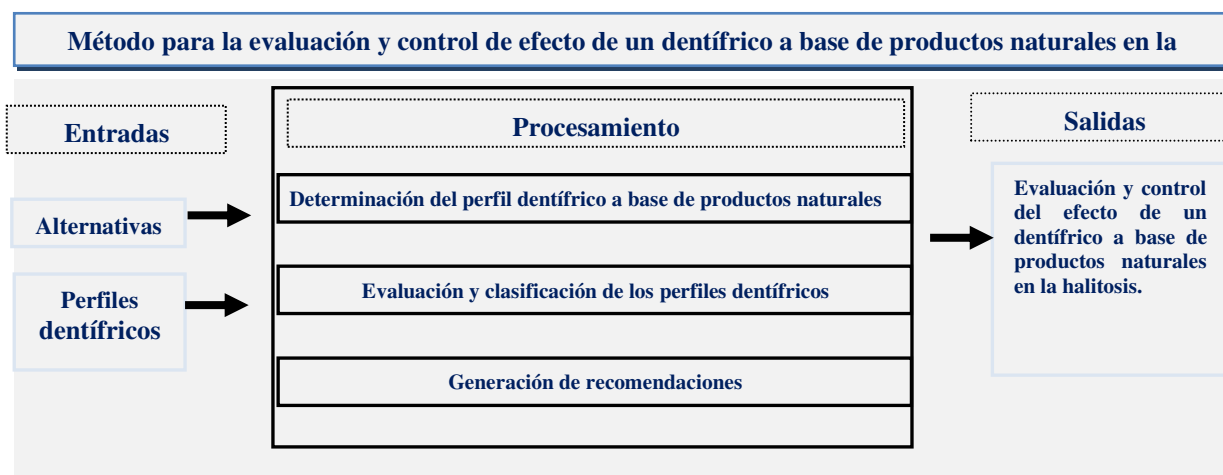 Método para la evaluación y control de efecto de un dentífrico a base de productos naturales en la
Entradas
Procesamiento
Salidas
Alternativas
Perfiles
dentífricos
Determinación del perfil dentífrico a base de productos naturales
Evaluación y clasificación de los perfiles dentífricos
Generación de recomendaciones
Evaluación y control
del efecto de un
dentífrico a base de
productos naturales
en la halitosis.